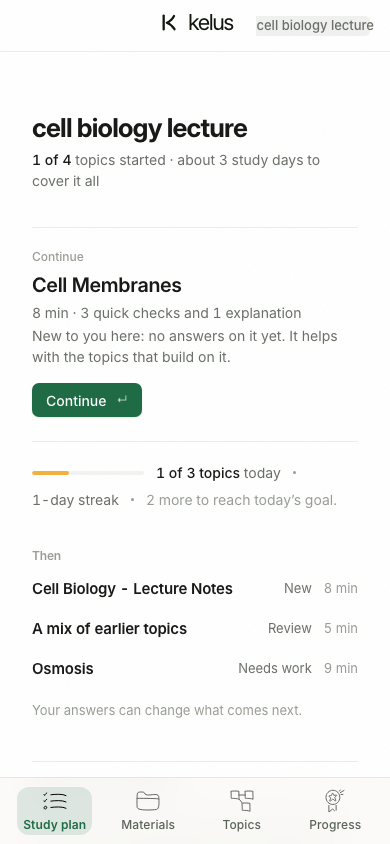 kelus
cell biology lecture
cell biology lecture
1 of 4 topics started · about 3 study days to
cover it all
Continue
Cell Membranes
8 min · 3 quick checks and 1 explanation
New to you here: no answers on it yet. It helps
with the topics that build on it.
Continue ↵
1 of 3 topics today •
1-day streak • 2 more to reach today's goal.
Then
Cell Biology - Lecture Notes New 8 min
A mix of earlier topics Review 5 min
Osmosis Needs work 9 min
Your answers can change what comes next.
Study plan Materials Topics Progress